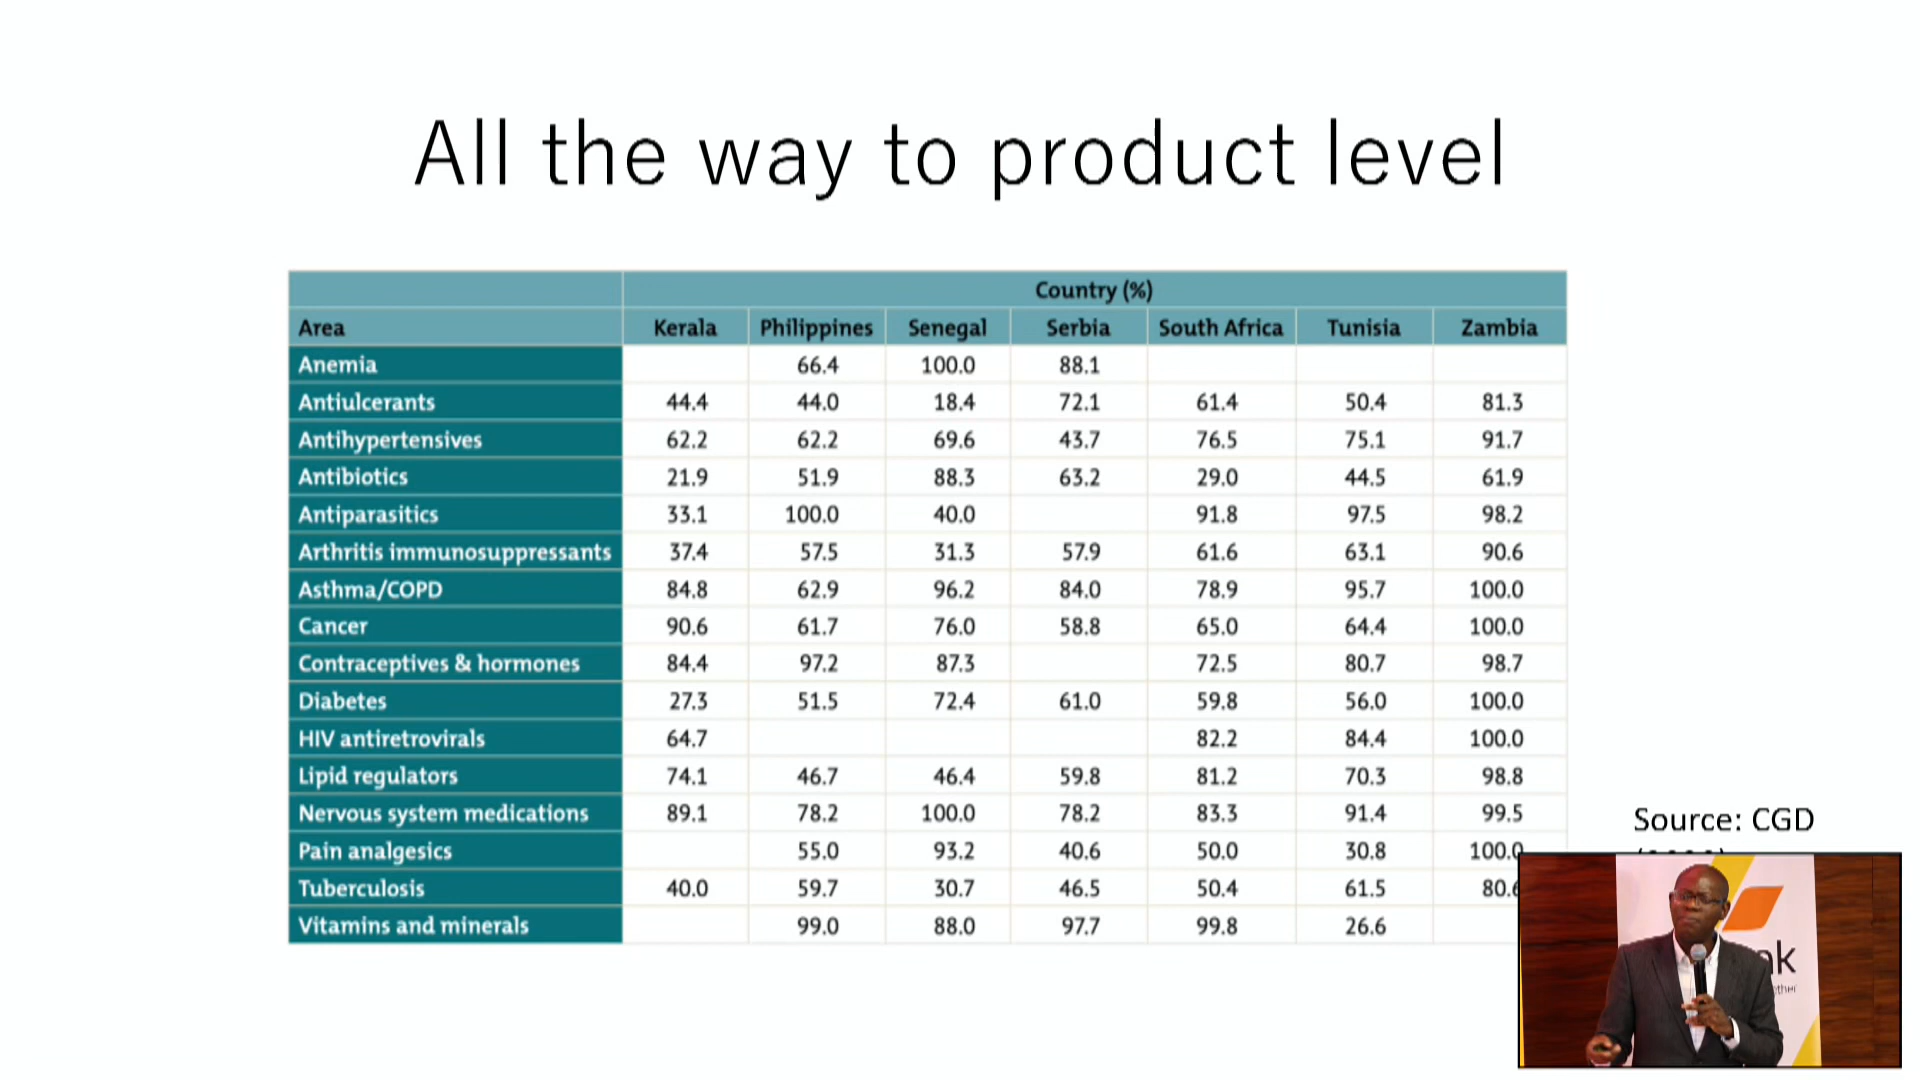 All the way to product level
Country (%)
Area Kerala Philippines Senegal Serbia South Africa Tunisia Zambia
Anemia 66.4 100.0 88.1
Antiulcerants 44.4 44.0 18.4 72.1 61.4 50.4 81.3
Antihypertensives 62.2 62.2 69.6 43.7 76.5 75.1 91.7
Antibiotics 21.9 51.9 88.3 63.2 29.0 44.5 61.9
Antiparasitics 33.1 100.0 40.0 91.8 97.5 98.2
Arthritis immunosuppressants 37.4 57.5 31.3 57.9 61.6 63.1 90.6
Asthma/COPD 84.8 62.9 96.2 84.0 78.9 95.7 100.0
Cancer 90.6 61.7 76.0 58.8 65.0 64.4 100.0
Contraceptives & hormones 84.4 97.2 87.3 72.5 80.7 98.7
Diabetes 27.3 51.5 72.4 61.0 59.8 56.0 100.0
HIV antiretrovirals 64.7 82.2 84.4 100.0
Lipid regulators 74.1 46.7 46.4 59.8 81.2 70.3 98.8
Nervous system medications 89.1 78.2 100.0 78.2 83.3 91.4 99.5
Pain analgesics 55.0 93.2 40.6 50.0 30.8 100.0
Tuberculosis 40.0 59.7 30.7 46.5 50.4 61.5 80.6
Vitamins and minerals 99.0 88.0 97.7 99.8 26.6
Source: CGD
nk
ther